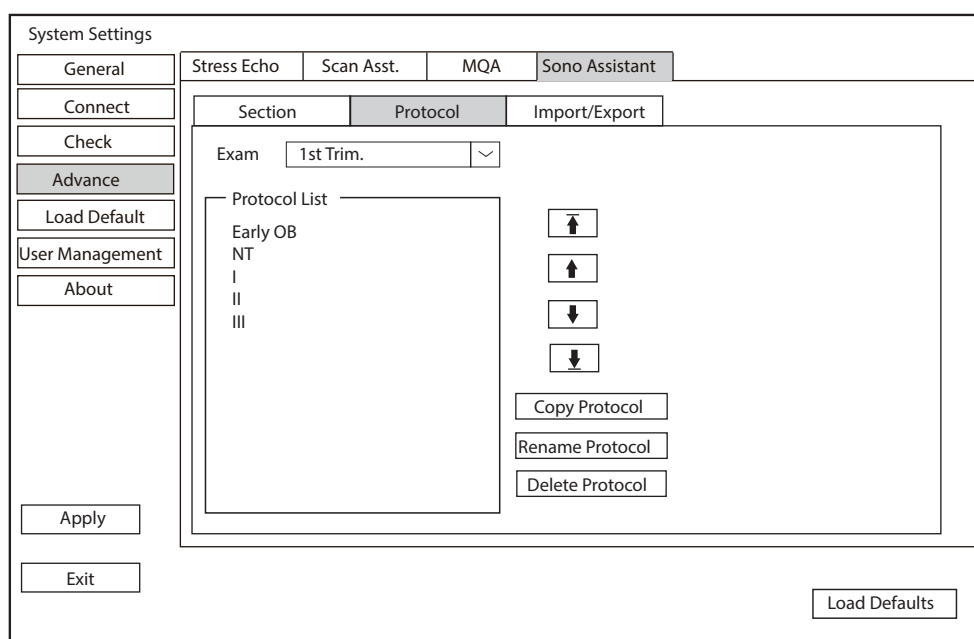 System Settings
General
Connect
Check
Advance
Load Default
User Management
About
Apply
Exit
Stress Echo Scan Asst. MQA Sono Assistant
Section Protocol Import/Export
Exam 1st Trim.
Protocol List
Early OB
NT
I
II
III
Copy Protocol
Rename Protocol
Delete Protocol
Load Defaults